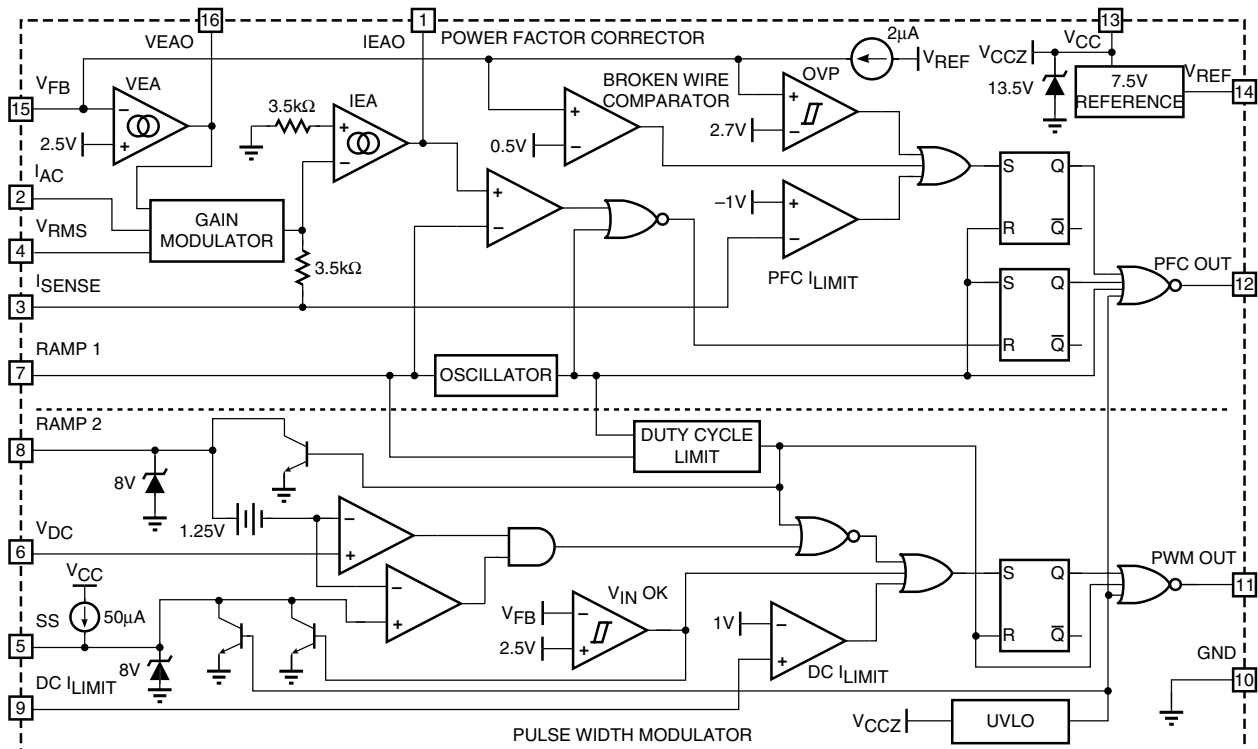 16
1
13
VEAO
IEAO
POWER FACTOR CORRECTOR
2µA
VCC
VFB
VEA
IEA
BROKEN WIRE
COMPARATOR
OVP
VREF
VCCZ
13.5V
7.5V
REFERENCE
VREF
14
15
−
+
2.5V
3.5kΩ
+
−
+
−
0.5V
+
−
2.7V
IAC
2
VRMS
4
GAIN
MODULATOR
+
−
−1V
+
−
PFC ILIMIT
S
Q
R
Q
3.5kΩ
ISENSE
3
S
Q
R
Q
PFC OUT
12
RAMP 1
7
OSCILLATOR
RAMP 2
8
DUTY CYCLE
LIMIT
8V
1.25V
VDC
6
−
+
−
+
VCC
50µA
SS
5
8V
VIN OK
VFB
2.5V
−
+
1V
−
+
DC ILIMIT
S
Q
R
Q
PWM OUT
11
GND
10
DC ILIMIT
9
VCCZ
UVLO
PULSE WIDTH MODULATOR